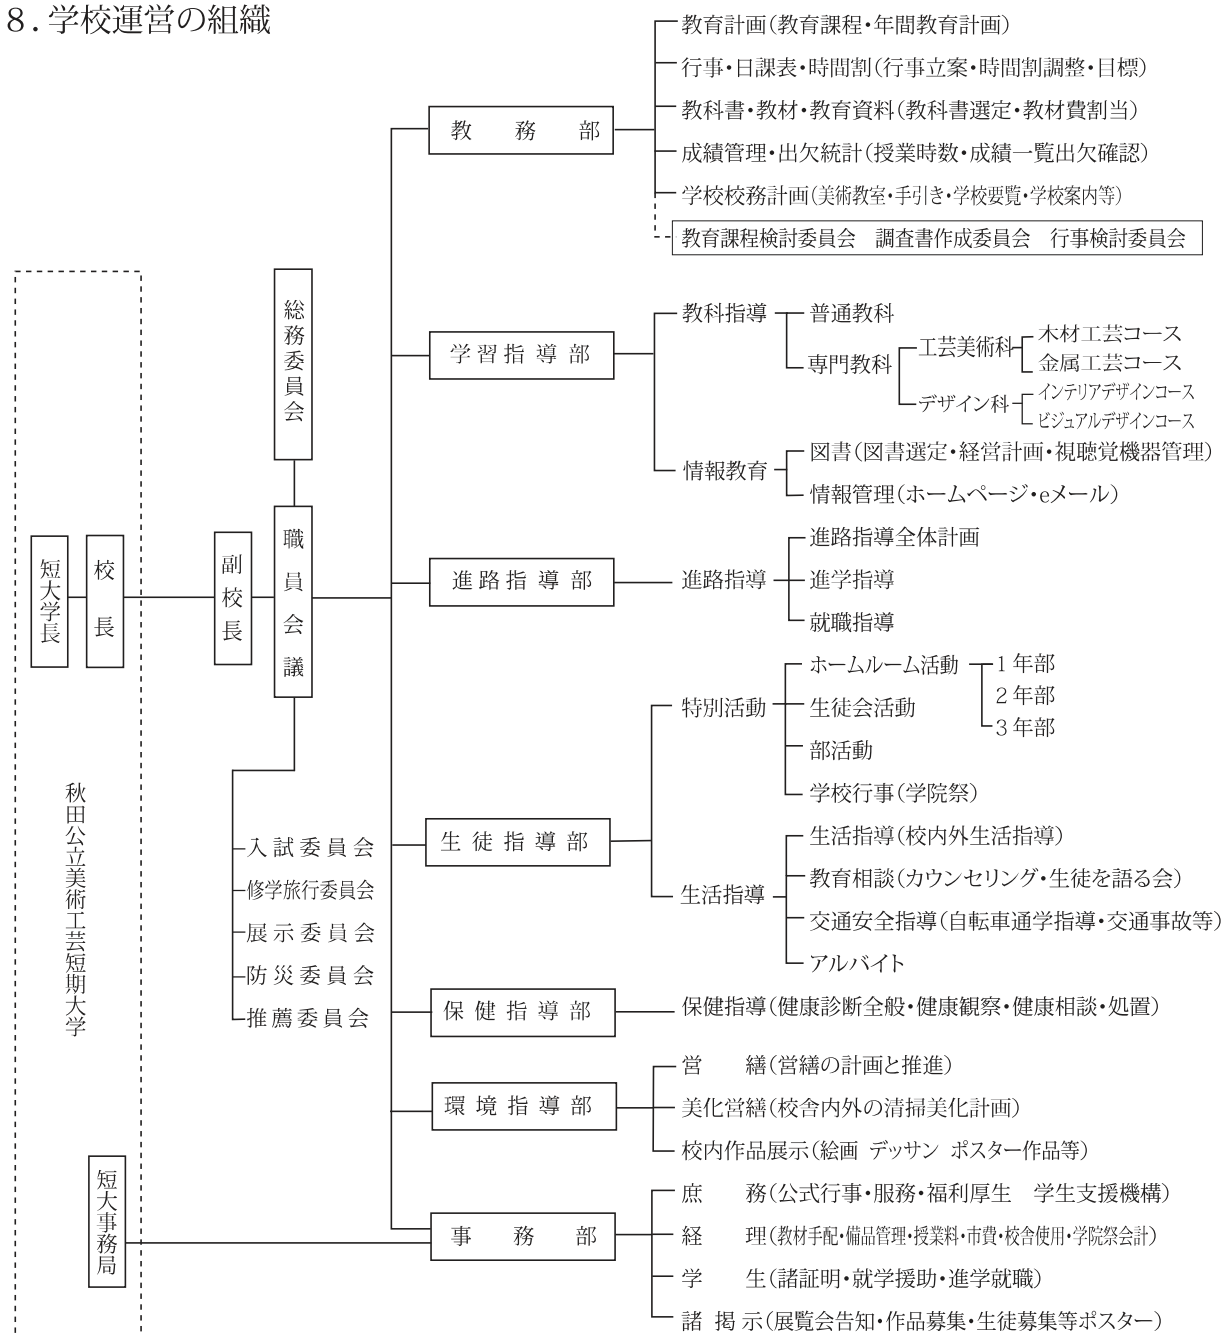 ８．学校運営の組織
教務部
教育計画（教育課程・年間教育計画）
行事・日課表・時間割（行事立案・時間割調整・目標）
教科書・教材・教育資料（教科書選定・教材費割当）
成績管理・出欠統計（授業時数・成績一覧出欠確認）
学校校務計画（美術教室・手引き・学校要覧・学校案内等）
教育課程検討委員会　調査書作成委員会　行事検討委員会
総務委員会
学習指導部
教科指導
普通教科
専門教科
工芸美術科
木材工芸コース
金属工芸コース
デザイン科
インテリアデザインコース
ビジュアルデザインコース
情報教育
図書（図書選定・経営計画・視聴覚機器管理）
情報管理（ホームページ・eメール）
短大学長
校長
副校長
職員会議
進路指導部
進路指導
進路指導全体計画
進学指導
就職指導
生徒指導部
特別活動
ホームルーム活動
１年部
２年部
３年部
生徒会活動
部活動
学校行事（学院祭）
生活指導
生活指導（校内外生活指導）
教育相談（カウンセリング・生徒を語る会）
交通安全指導（自転車通学指導・交通事故等）
アルバイト
秋田公立美術工芸短期大学
入試委員会
修学旅行委員会
展示委員会
防災委員会
推薦委員会
保健指導部
保健指導（健康診断全般・健康観察・健康相談・処置）
環境指導部
営　繕（営繕の計画と推進）
美化営繕（校舎内外の清掃美化計画）
校内作品展示（絵画 デッサン ポスター作品等）
短大事務局
事務部
庶　務（公式行事・服務・福利厚生　学生支援機構）
経　理（教材手配・備品管理・授業料・市費・校舎使用・学院祭会計）
学　生（諸証明・就学援助・進学就職）
諸掲示（展覧会告知・作品募集・生徒募集等ポスター）